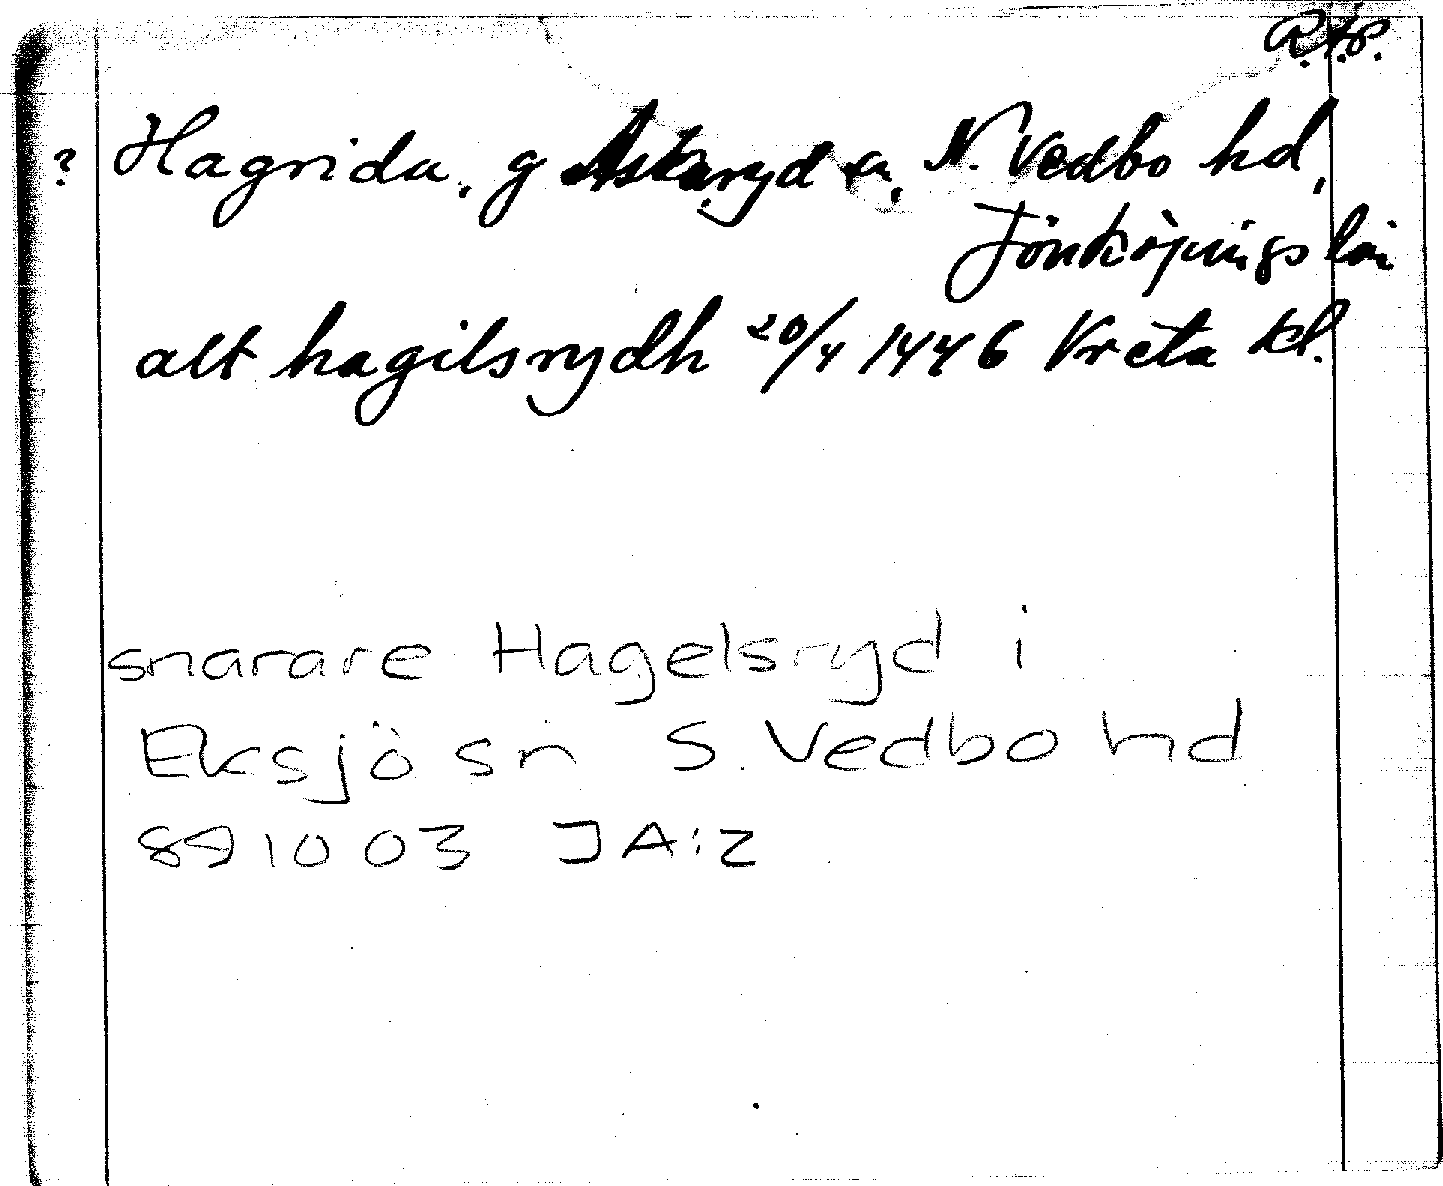 R.A.P.
? Hagrida, g Askeryd sn, N. Vedbo hd,
Jönköpings län
alt hagilsrydh 20/4 1446 Vreta kl.
snarare Hagelsryd i
Eksjö sn S. Vedbo hd
891003 JA:Z